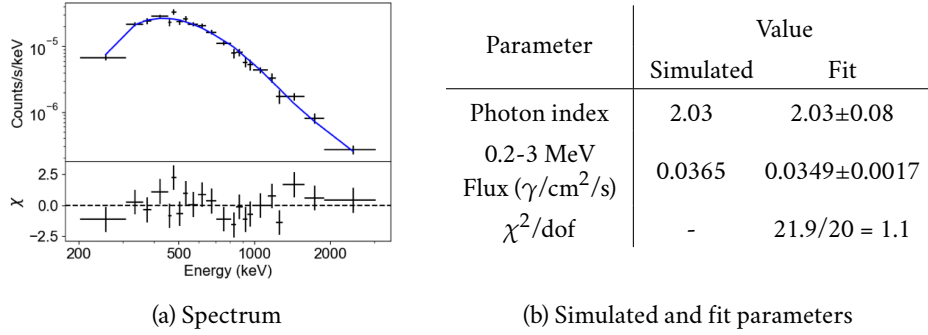 Counts/s/keV
10⁻⁵
10⁻⁶
χ
2.5
0.0
−2.5
200 500 1000 2000
Energy (keV)
(a) Spectrum
Parameter Value
Simulated Fit
Photon index 2.03 2.03±0.08
0.2-3 MeV
Flux (γ/cm²/s) 0.0365 0.0349±0.0017
χ²/dof - 21.9/20 = 1.1
(b) Simulated and fit parameters